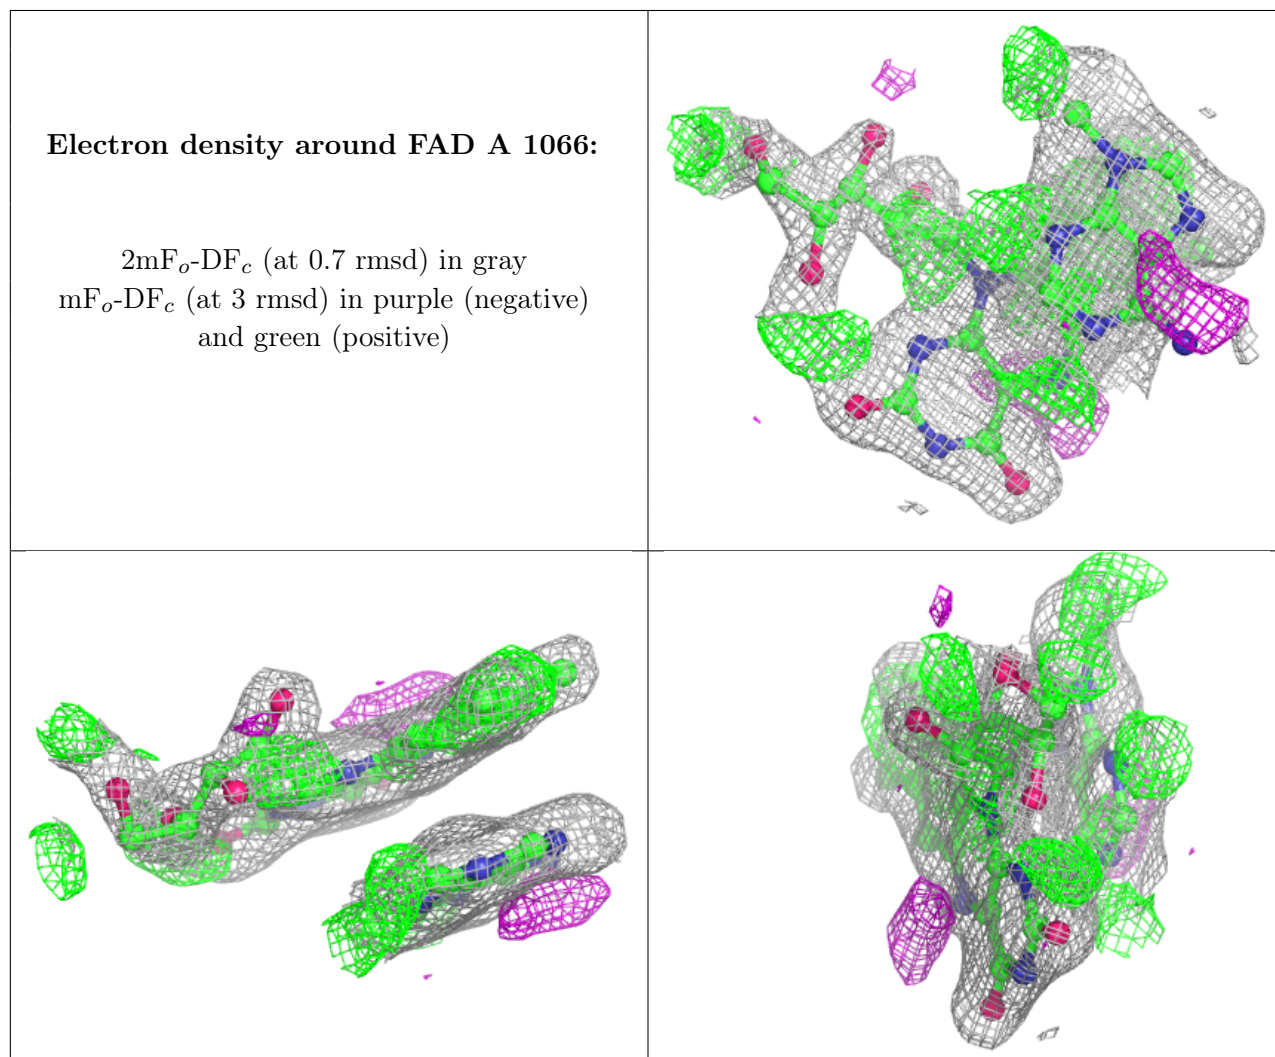 Electron density around FAD A 1066:
2mFo-DFc (at 0.7 rmsd) in gray
mFo-DFc (at 3 rmsd) in purple (negative)
and green (positive)